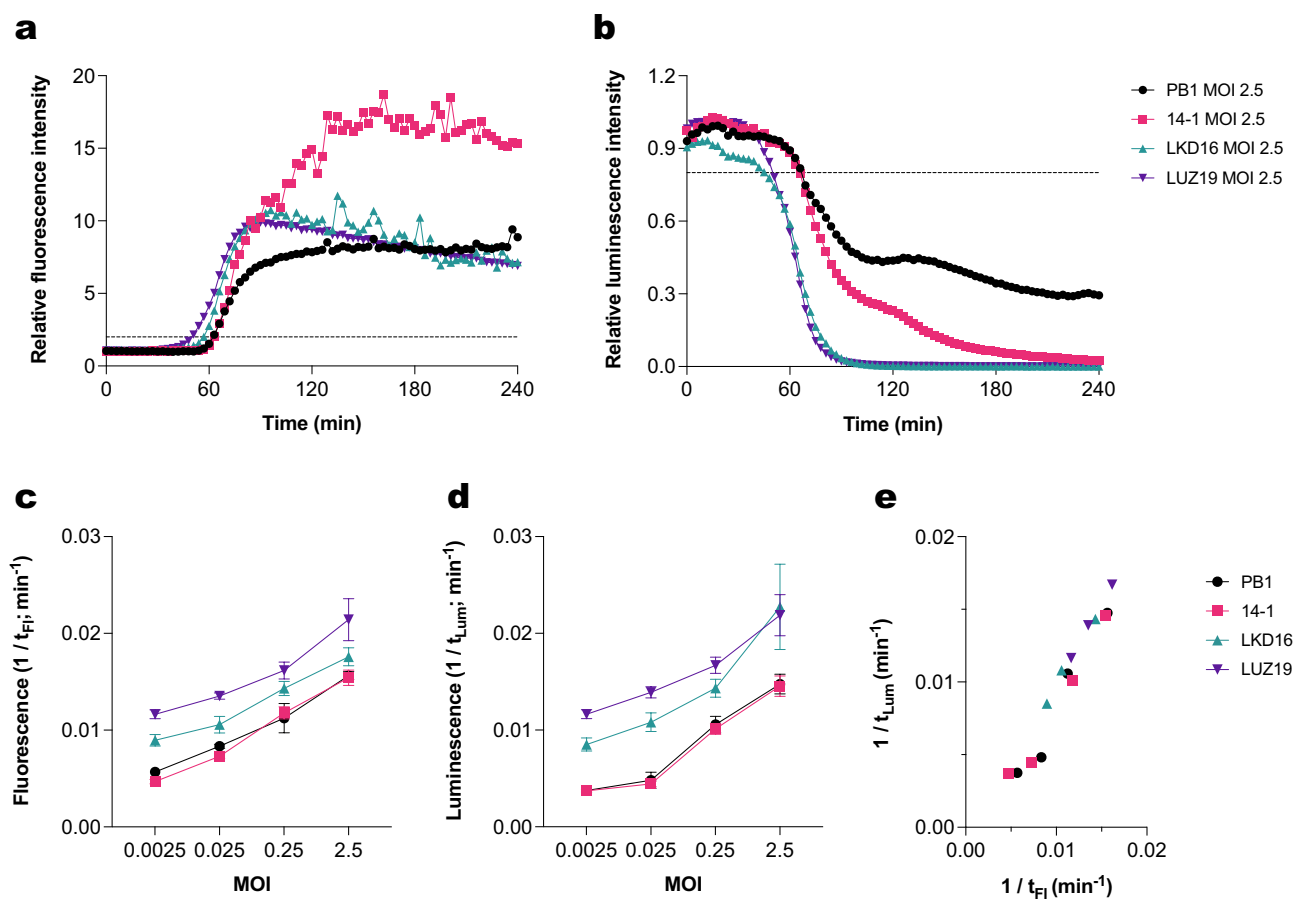 a
Relative fluorescence intensity
20
15
10
5
0
0
60
120
180
240
Time (min)
b
Relative luminescence intensity
1.2
0.9
0.6
0.3
0.0
0
60
120
180
240
Time (min)
PB1 MOI 2.5
14-1 MOI 2.5
LKD16 MOI 2.5
LUZ19 MOI 2.5
c
Fluorescence (1 / tFl; min-1)
0.03
0.02
0.01
0.00
0.0025
0.025
0.25
2.5
MOI
d
Luminescence (1 / tLum; min-1)
0.03
0.02
0.01
0.00
0.0025
0.025
0.25
2.5
MOI
e
1 / tLum (min-1)
0.02
0.01
0.00
0.00
0.01
0.02
1 / tFl (min-1)
PB1
14-1
LKD16
LUZ19